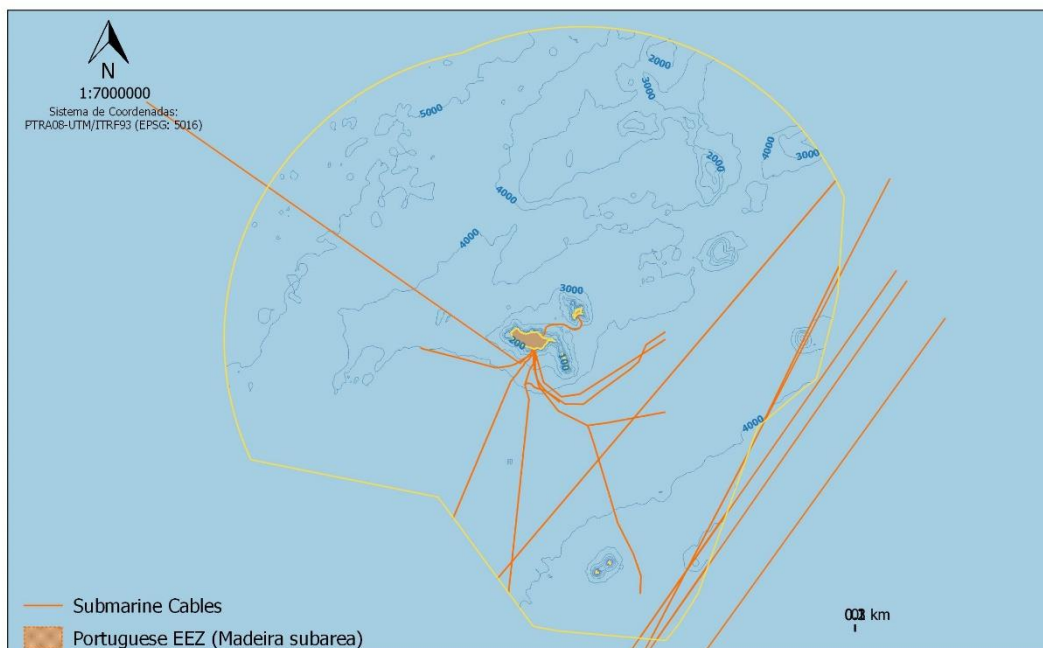 N
1:7000000
Sistema de Coordenadas:
PTRA08-UTM/ITRF93 (EPSG: 5016)
5000
2000
3000
2000
4000
3000
4000
4000
3000
200
100
4000
Submarine Cables
Portuguese EEZ (Madeira subarea)
km